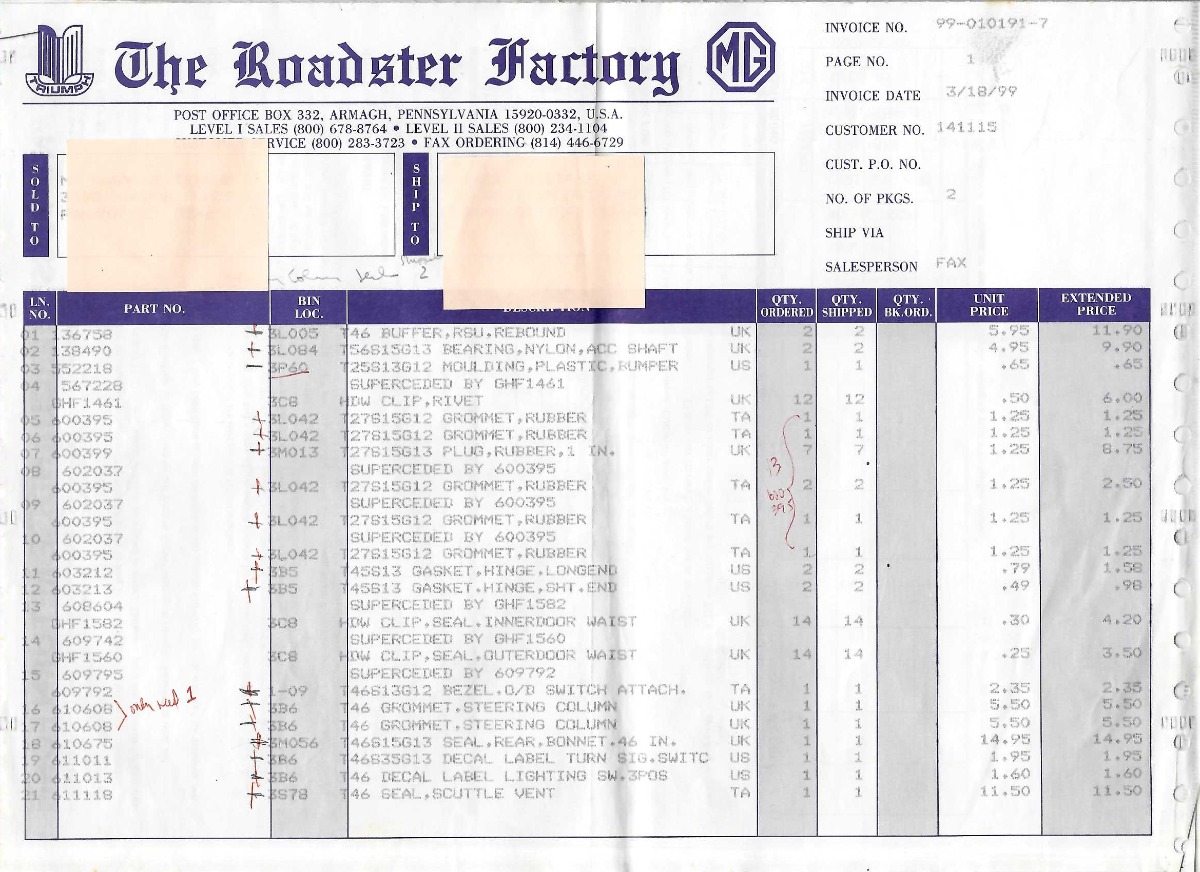 INVOICE NO. 99-010191-7
TRIUMPH
The Roadster Factory
MG
PAGE NO. 1
INVOICE DATE 3/18/99
POST OFFICE BOX 332, ARMAGH, PENNSYLVANIA 15920-0332, U.S.A.
LEVEL I SALES (800) 678-8764 • LEVEL II SALES (800) 234-1104
RVICE (800) 283-3723 • FAX ORDERING (814) 446-6729
CUSTOMER NO. 141115
CUST. P.O. NO.
NO. OF PKGS. 2
SHIP VIA
SALESPERSON FAX
SOLD TO
SHIP TO
2
LN. NO. PART NO. BIN LOC. DESCRIPTION QTY. ORDERED QTY. SHIPPED QTY. BK.ORD. UNIT PRICE EXTENDED PRICE
01 136758 3L005 T46 BUFFER,RSU,REBOUND UK 2 2 5.95 11.90
02 138490 3L084 T56S15G13 BEARING,NYLON,ACC SHAFT UK 2 2 4.95 9.90
03 552218 3P60 T25S13G12 MOULDING,PLASTIC,BUMPER US 1 1 .65 .65
04 567228 SUPERCEDED BY GHF1461
GHF1461 3C8 HDW CLIP,RIVET UK 12 12 .50 6.00
05 600395 3L042 T27S15G12 GROMMET,RUBBER TA 1 1 1.25 1.25
06 600395 3L042 T27S15G12 GROMMET,RUBBER TA 1 1 1.25 1.25
07 600399 3M013 T27S15G13 PLUG,RUBBER,1 IN. UK 7 7 1.25 8.75
08 602037 SUPERCEDED BY 600395
600395 3L042 T27S15G12 GROMMET,RUBBER TA 2 2 1.25 2.50
09 602037 SUPERCEDED BY 600395
600395 3L042 T27S15G12 GROMMET,RUBBER TA 1 1 1.25 1.25
10 602037 SUPERCEDED BY 600395
600395 3L042 T27S15G12 GROMMET,RUBBER TA 1 1 1.25 1.25
3
600
395
11 603212 3B5 T45S13 GASKET,HINGE.LONGEND US 2 2 .79 1.58
12 603213 3B5 T45S13 GASKET.HINGE,SHT.END US 2 2 .49 .98
13 608604 SUPERCEDED BY GHF1582
GHF1582 3C8 HDW CLIP,SEAL,INNERDOOR WAIST UK 14 14 .30 4.20
14 609742 SUPERCEDED BY GHF1560
GHF1560 3C8 HDW CLIP,SEAL,OUTERDOOR WAIST UK 14 14 .25 3.50
15 609795 SUPERCEDED BY 609792
609792 1-09 T46S13G12 BEZEL.O/D SWITCH ATTACH. TA 1 1 2.35 2.35
16 610608 3B6 T46 GROMMET.STEERING COLUMN UK 1 1 5.50 5.50
only need 1
17 610608 3B6 T46 GROMMET.STEERING COLUMN UK 1 1 5.50 5.50
18 610675 3M056 T46S15G13 SEAL,REAR,BONNET.46 IN. UK 1 1 14.95 14.95
19 611011 3B6 T46S35G13 DECAL LABEL TURN SIG.SWITC US 1 1 1.95 1.95
20 611013 3B6 T46 DECAL LABEL LIGHTING SW.3POS US 1 1 1.60 1.60
21 611118 3S78 T46 SEAL,SCUTTLE VENT TA 1 1 11.50 11.50